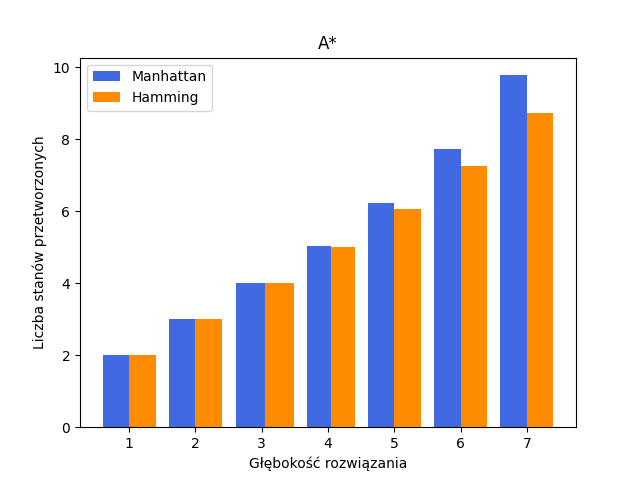 A*
Manhattan
Hamming
Liczba stanów przetworzonych
10
8
6
4
2
0
1 2 3 4 5 6 7
Głębokość rozwiązania